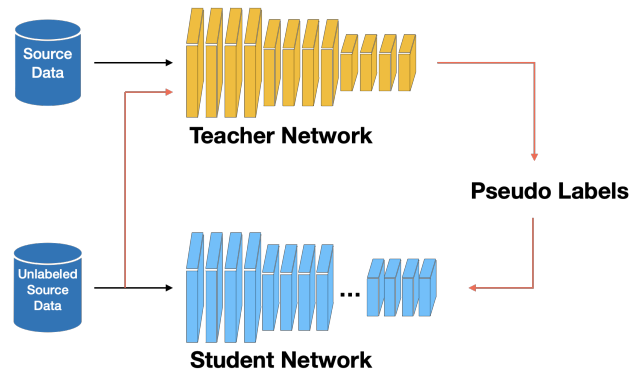 Source
Data
Teacher Network
Pseudo Labels
Unlabeled
Source
Data
...
Student Network